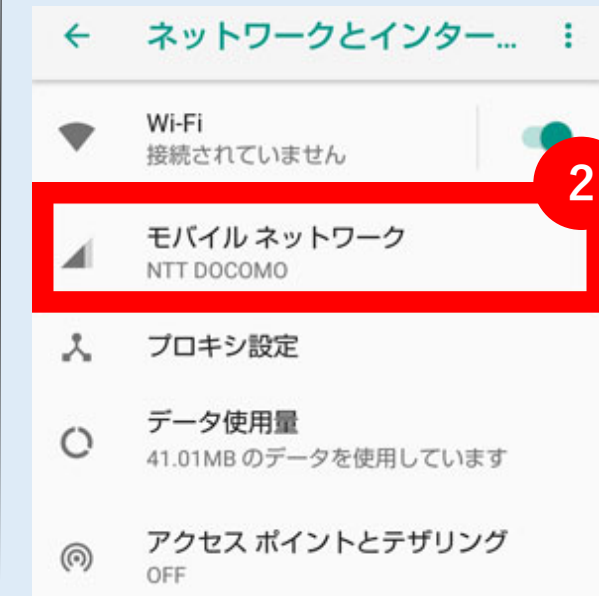 ネットワークとインター...
Wi-Fi
接続されていません
2
モバイル ネットワーク
NTT DOCOMO
プロキシ設定
データ使用量
41.01MB のデータを使用しています
アクセス ポイントとテザリング
OFF